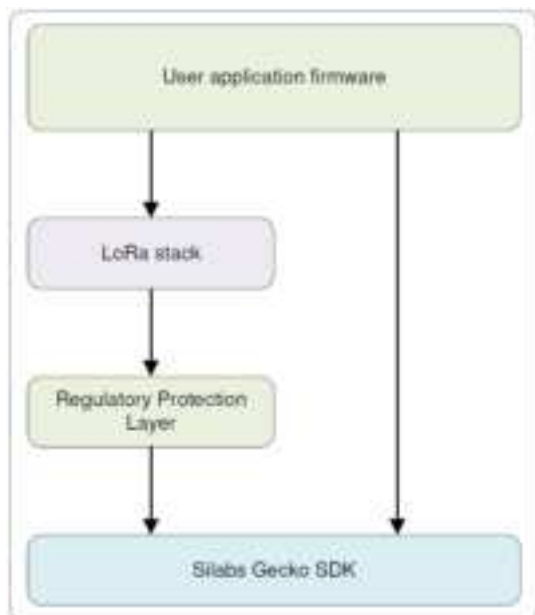 User application firmware
LoRa stack
Regulatory Protection
Layer
Silabs Gecko SDK